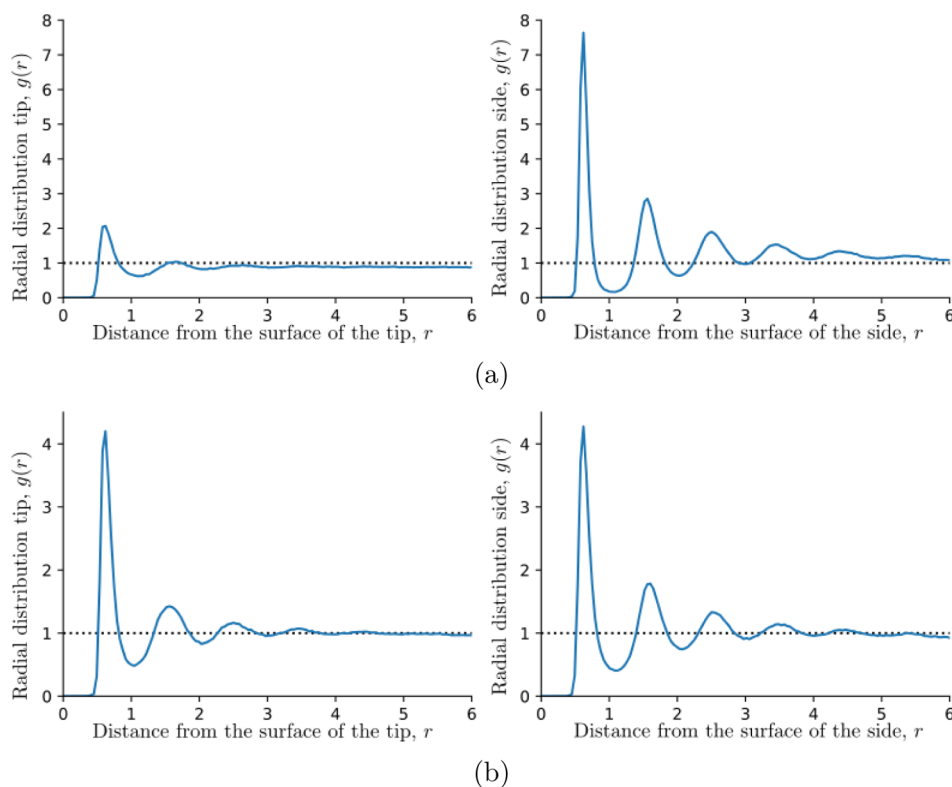 Radial distribution tip, g(r)
8
7
6
5
4
3
2
1
0
0 1 2 3 4 5 6
Distance from the surface of the tip, r
Radial distribution side, g(r)
8
7
6
5
4
3
2
1
0
0 1 2 3 4 5 6
Distance from the surface of the side, r
(a)
Radial distribution tip, g(r)
4
3
2
1
0
0 1 2 3 4 5 6
Distance from the surface of the tip, r
Radial distribution side, g(r)
4
3
2
1
0
0 1 2 3 4 5 6
Distance from the surface of the side, r
(b)